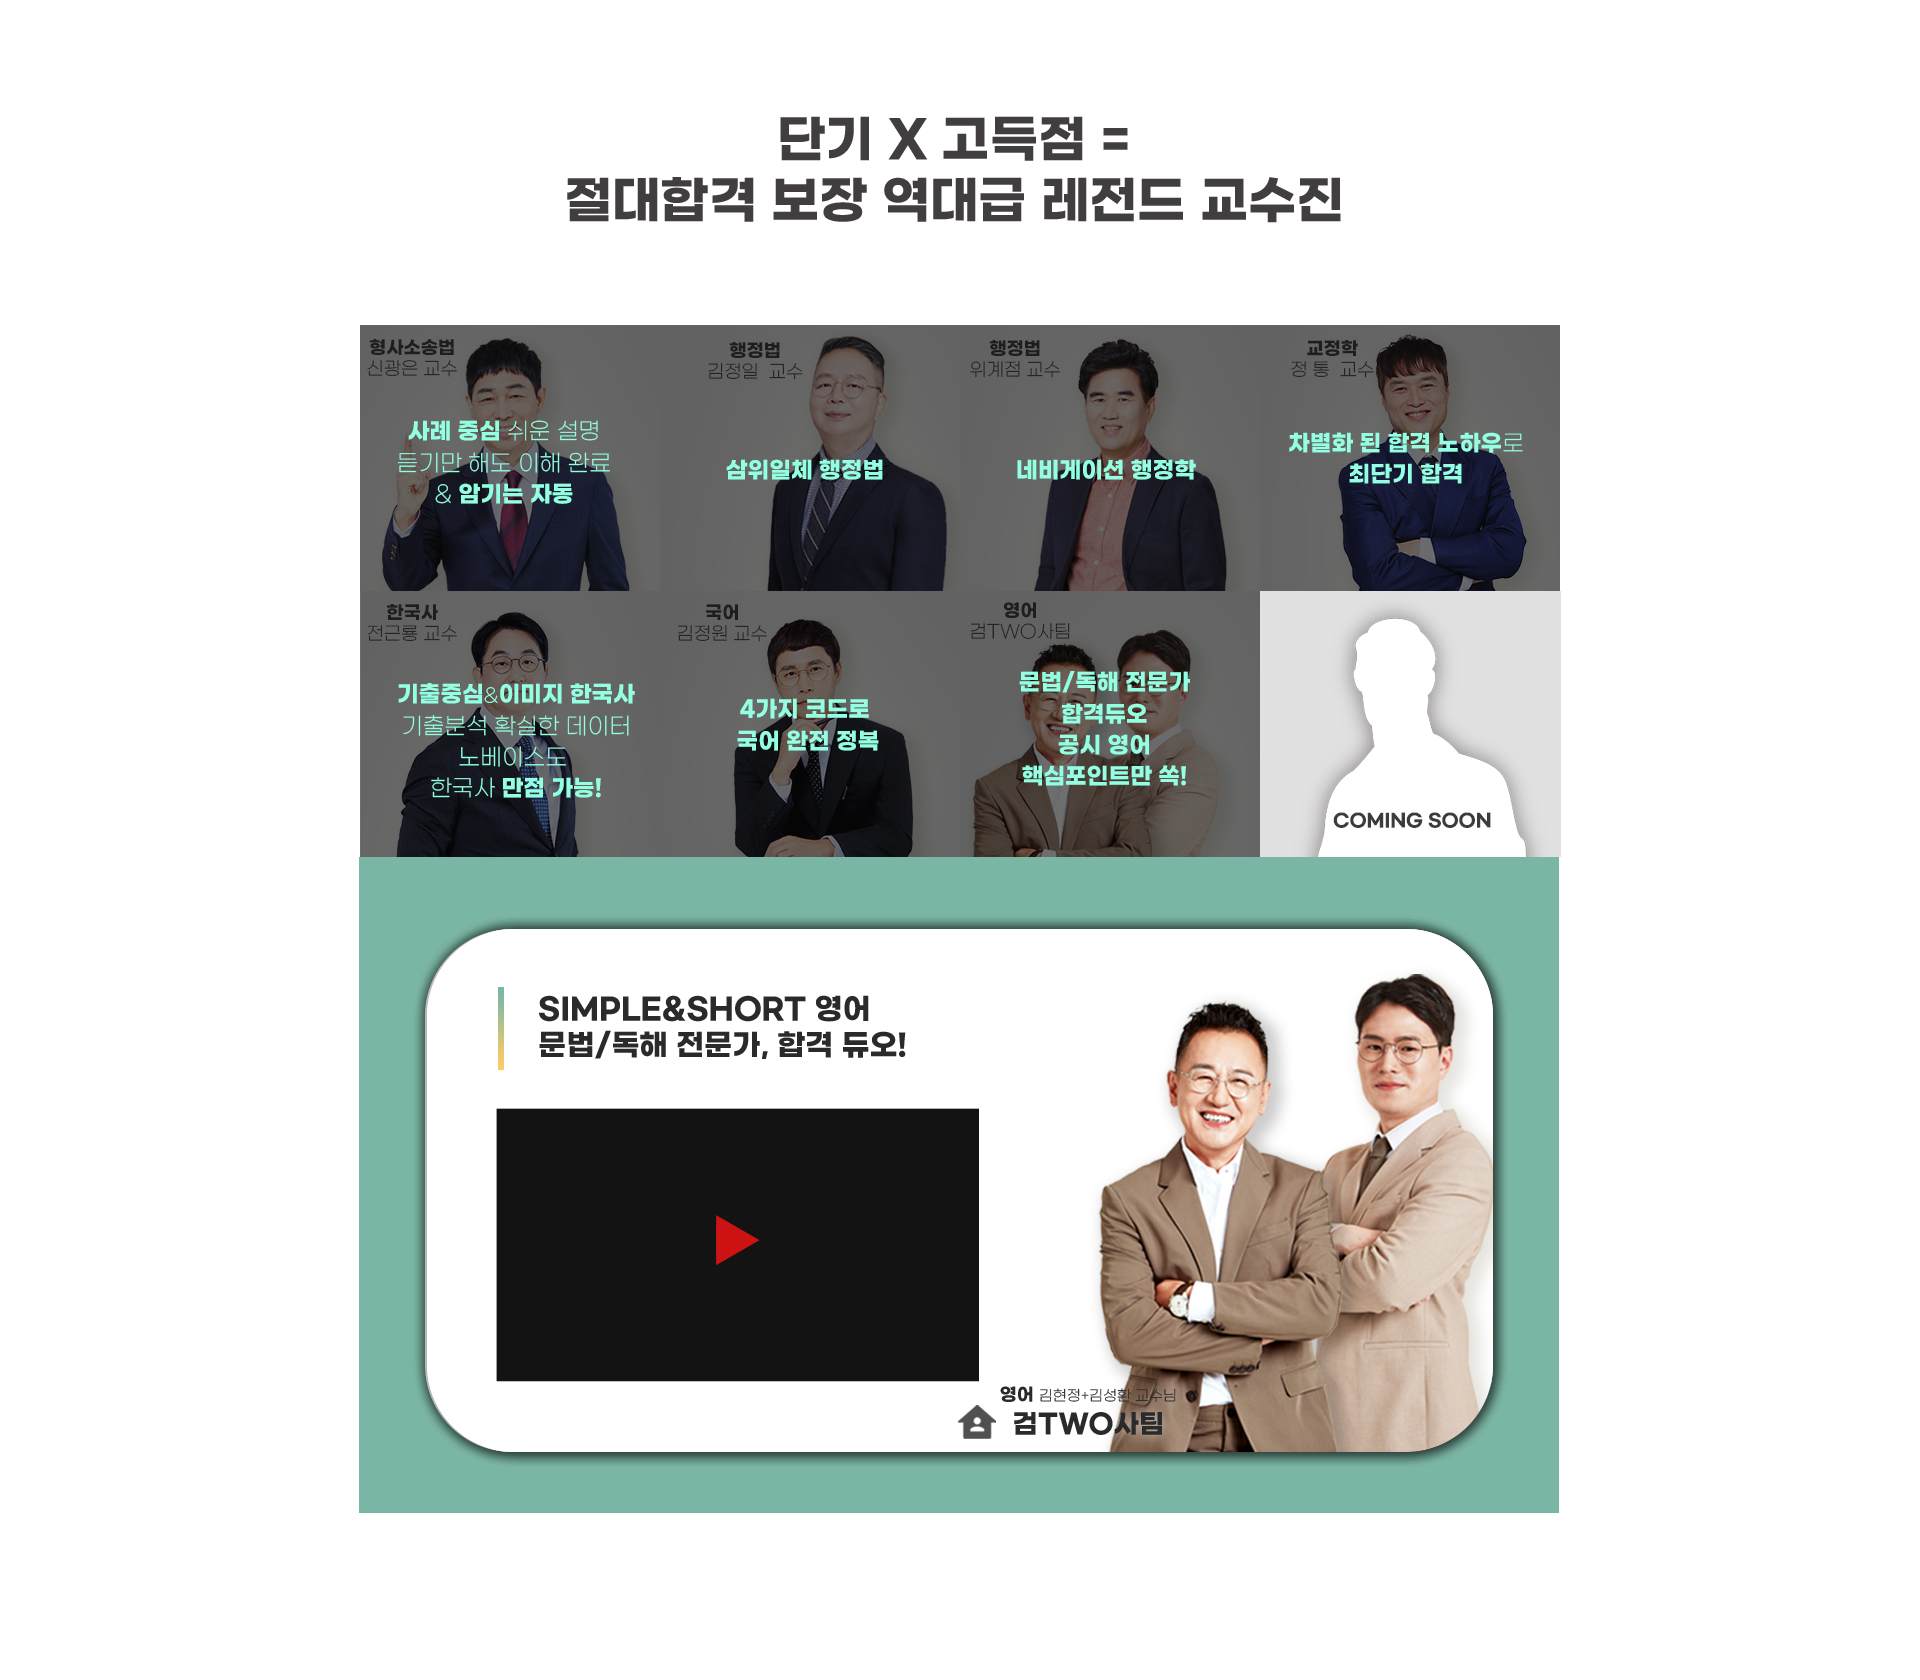 단기 X 고득점 =
절대합격 보장 역대급 레전드 교수진
형사소송법
신광은 교수
사례 중심 쉬운 설명
듣기만 해도 이해 완료
& 암기는 자동
행정법
김정일 교수
삼위일체 행정법
행정법
위계점 교수
네비게이션 행정학
교정학
정 통 교수
차별화 된 합격 노하우로
최단기 합격
한국사
전근룡 교수
기출중심&이미지 한국사
기출분석 확실한 데이터
노베이스도
한국사 만점 가능!
국어
김정원 교수
4가지 코드로
국어 완전 정복
영어
검TWO사팀
문법/독해 전문가
합격듀오
공시 영어
핵심포인트만 쏙!
COMING SOON
SIMPLE&SHORT 영어
문법/독해 전문가, 합격 듀오!
영어 김현정+김성환 교수님
검TWO사팀